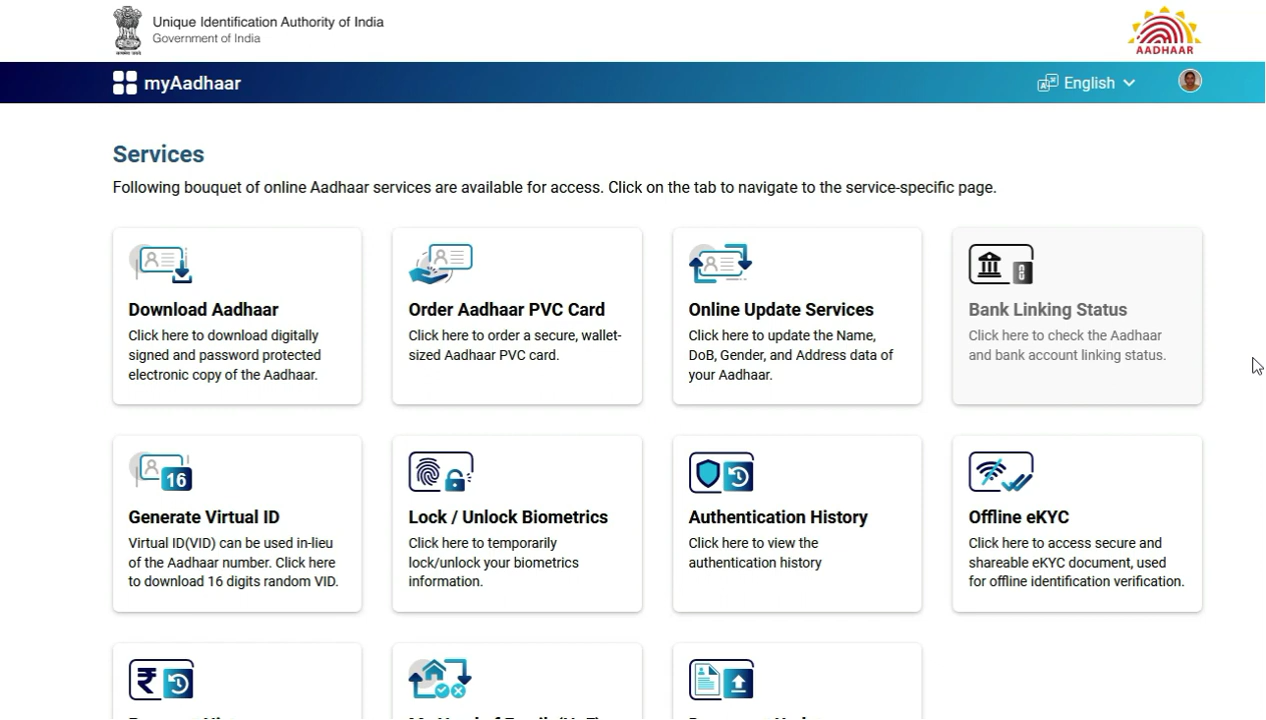 Unique Identification Authority of India
Government of India
AADHAAR
myAadhaar
English
Services
Following bouquet of online Aadhaar services are available for access. Click on the tab to navigate to the service-specific page.
Download Aadhaar
Click here to download digitally
signed and password protected
electronic copy of the Aadhaar.
Order Aadhaar PVC Card
Click here to order a secure, wallet-
sized Aadhaar PVC card.
Online Update Services
Click here to update the Name,
DoB, Gender, and Address data of
your Aadhaar.
Bank Linking Status
Click here to check the Aadhaar
and bank account linking status.
16
Generate Virtual ID
Virtual ID(VID) can be used in-lieu
of the Aadhaar number. Click here
to download 16 digits random VID.
Lock / Unlock Biometrics
Click here to temporarily
lock/unlock your biometrics
information.
Authentication History
Click here to view the
authentication history
Offline eKYC
Click here to access secure and
shareable eKYC document, used
for offline identification verification.
₹